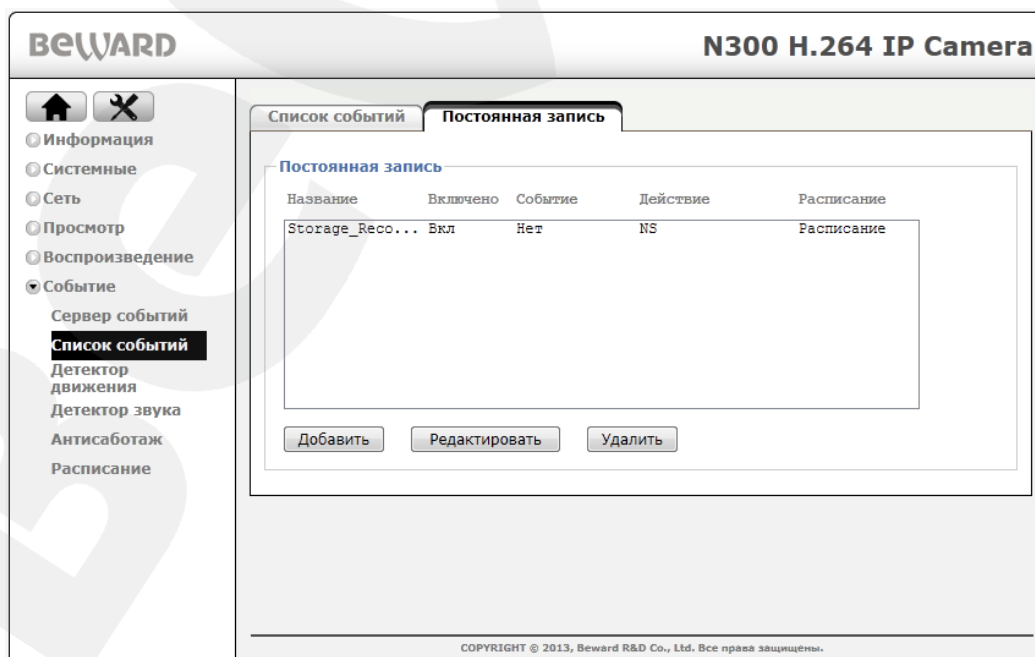 BEWARD
N300 H.264 IP Camera
Информация
Системные
Сеть
Просмотр
Воспроизведение
Событие
Сервер событий
Список событий
Детектор
движения
Детектор звука
Антисаботаж
Расписание
Список событий Постоянная запись
Постоянная запись
Название Включено Событие Действие Расписание
Storage_Reco... Вкл Нет NS Расписание
Добавить Редактировать Удалить
COPYRIGHT © 2013, Beward R&D Co., Ltd. Все права защищены.